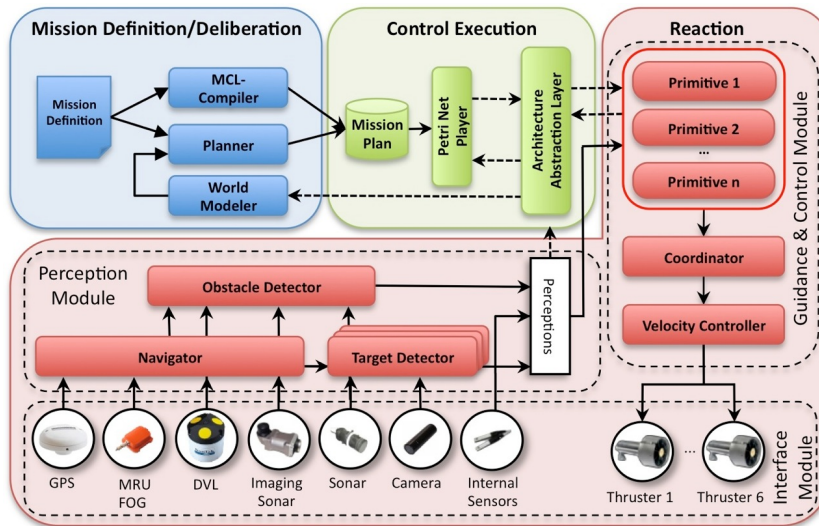 Mission Definition/Deliberation
Control Execution
Reaction
Mission
Definition
MCL-
Compiler
Planner
World
Modeler
Mission
Plan
Petri Net
Player
Architecture
Abstraction Layer
Primitive 1
Primitive 2
...
Primitive n
Coordinator
Velocity Controller
Guidance & Control Module
Perception
Module
Obstacle Detector
Navigator
Target Detector
Perceptions
GPS
MRU
FOG
DVL
Imaging
Sonar
Sonar
Camera
Internal
Sensors
Thruster 1
...
Thruster 6
Interface
Module